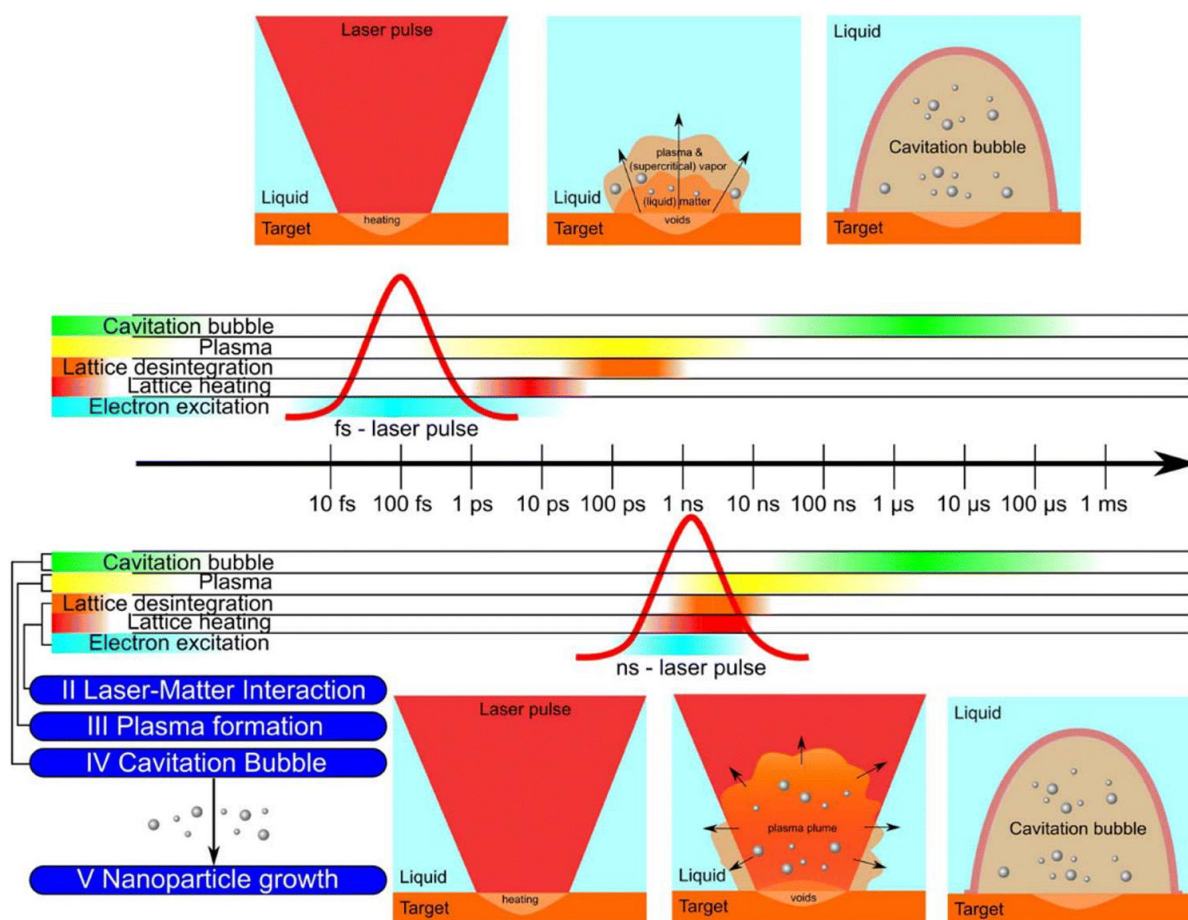 Laser pulse
Liquid
heating
Target
plasma &
(supercritical) vapor
Liquid
(liquid) matter
voids
Target
Liquid
Cavitation bubble
Target
Cavitation bubble
Plasma
Lattice desintegration
Lattice heating
Electron excitation
fs - laser pulse
10 fs 100 fs 1 ps 10 ps 100 ps 1 ns 10 ns 100 ns 1 µs 10 µs 100 µs 1 ms
Cavitation bubble
Plasma
Lattice desintegration
Lattice heating
Electron excitation
ns - laser pulse
II Laser-Matter Interaction
III Plasma formation
IV Cavitation Bubble
V Nanoparticle growth
Laser pulse
Liquid
heating
Target
plasma plume
Liquid
voids
Target
Liquid
Cavitation bubble
Target